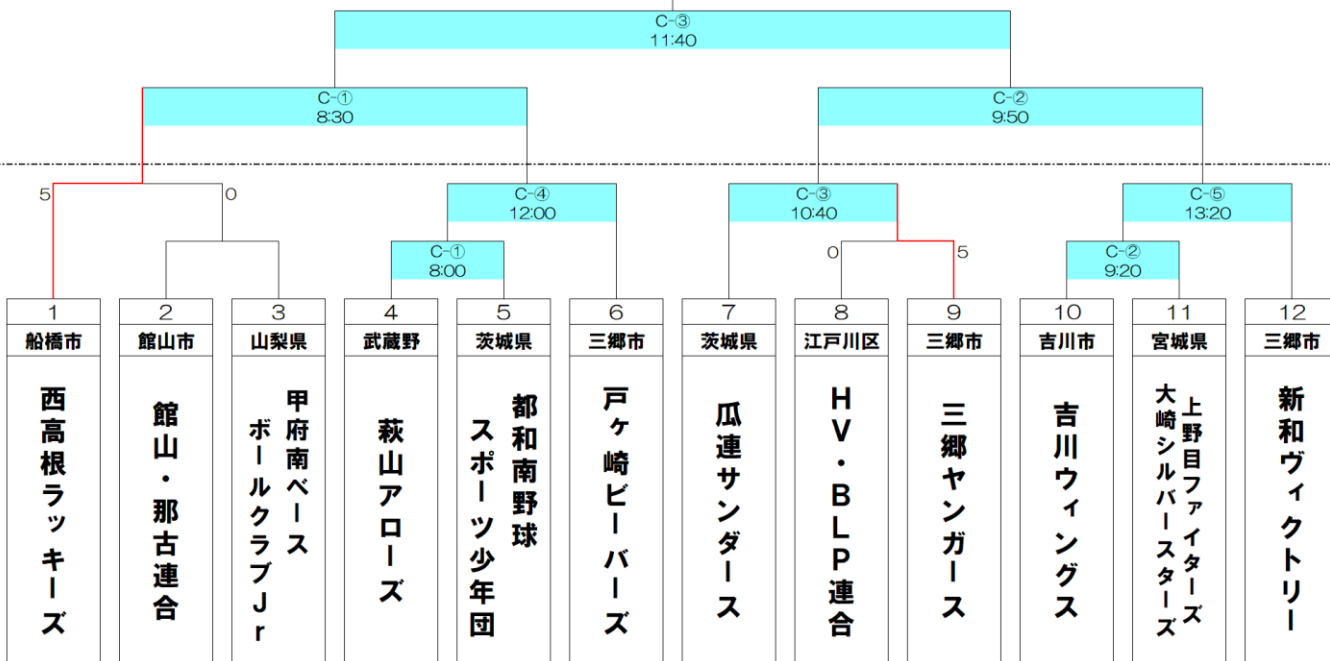 C-③
11:40
C-①
8:30
C-②
9:50
5
0
C-④
12:00
C-③
10:40
C-⑤
13:20
C-①
8:00
0
5
C-②
9:20
1
2
3
4
5
6
7
8
9
10
11
12
船橋市
館山市
山梨県
武蔵野
茨城県
三郷市
茨城県
江戸川区
三郷市
吉川市
宮城県
三郷市
西高根ラッキーズ
館山・那古連合
甲府南ベース
ボールクラブJr
萩山アローズ
都和南野球
スポーツ少年団
戸ヶ崎ビーバーズ
瓜連サンダース
HV・BLP連合
三郷ヤンガース
吉川ウィングス
上野目ファイターズ
大崎シルバースターズ
新和ヴィクトリー